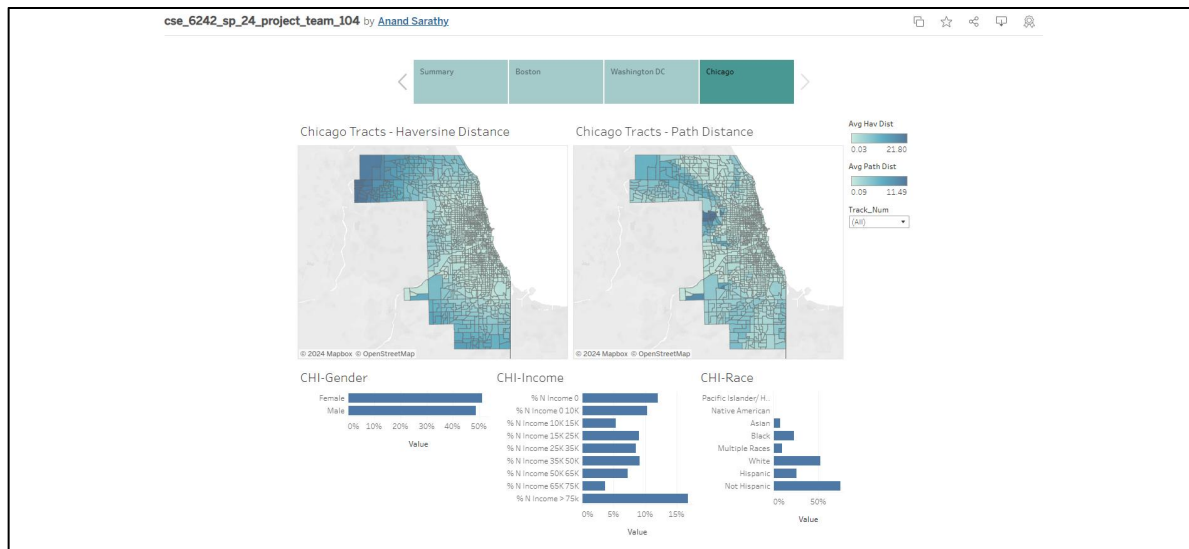 cse_6242_sp_24_project_team_104 by Anand Sarathy
Summary
Boston
Washington DC
Chicago
Chicago Tracts - Haversine Distance
Chicago Tracts - Path Distance
Avg Hav Dist
0.03 21.80
Avg Path Dist
0.09 11.49
Track_Num
(All)
© 2024 Mapbox © OpenStreetMap
© 2024 Mapbox © OpenStreetMap
CHI-Gender
Female
Male
0% 10% 20% 30% 40% 50%
Value
CHI-Income
% N Income 0
% N Income 0 10K
% N Income 10K 15K
% N Income 15K 25K
% N Income 25K 35K
% N Income 35K 50K
% N Income 50K 65K
% N Income 65K 75K
% N Income > 75k
0% 5% 10% 15%
Value
CHI-Race
Pacific Islander/ H..
Native American
Asian
Black
Multiple Races
White
Hispanic
Not Hispanic
0% 50%
Value